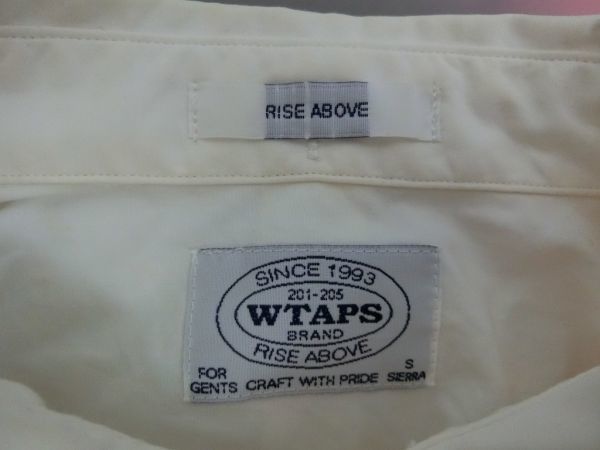 RISE ABOVE
SINCE 1993
201-205
WTAPS
BRAND
RISE ABOVE
FOR GENTS
CRAFT WITH PRIDE
S SIERRA